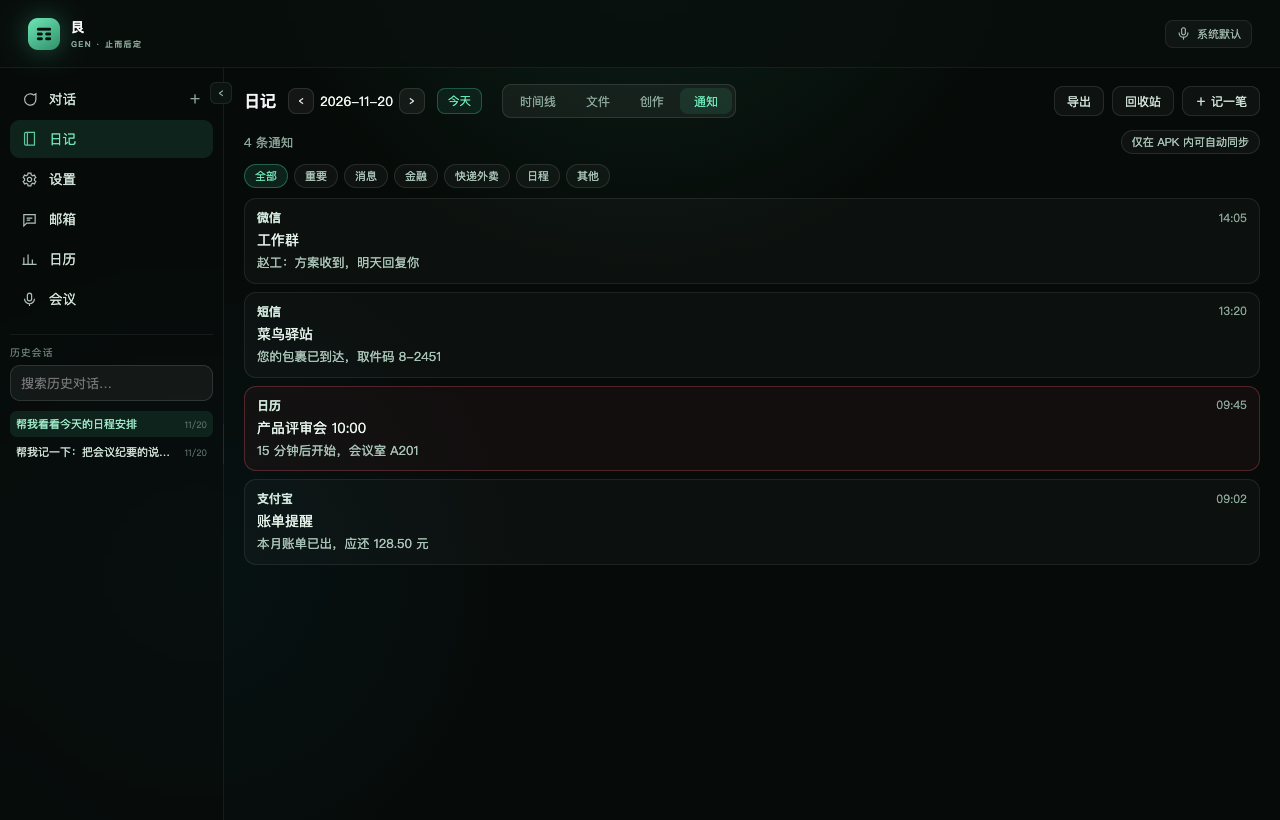 艮
GEN · 止而后定
系统默认
对话
日记
设置
邮箱
日历
会议
历史会话
搜索历史对话...
帮我看看今天的日程安排 11/20
帮我记一下：把会议纪要的说... 11/20
日记 2026-11-20 今天 时间线 文件 创作 通知 导出 回收站 + 记一笔
4 条通知 仅在 APK 内可自动同步
全部 重要 消息 金融 快递外卖 日程 其他
微信 14:05
工作群
赵工：方案收到，明天回复你
短信 13:20
菜鸟驿站
您的包裹已到达，取件码 8-2451
日历 09:45
产品评审会 10:00
15 分钟后开始，会议室 A201
支付宝 09:02
账单提醒
本月账单已出，应还 128.50 元